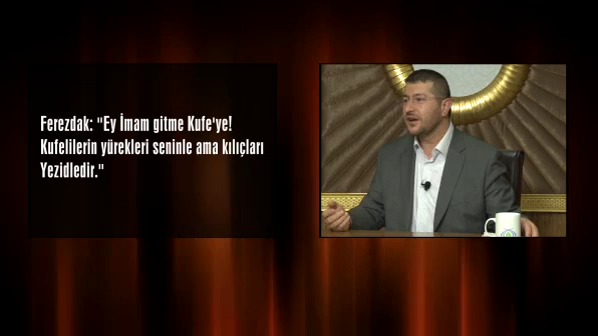 Ferezdak: "Ey İmam gitme Kufe'ye!
Kufelilerin yürekleri seninle ama kılıçları
Yezidledir."